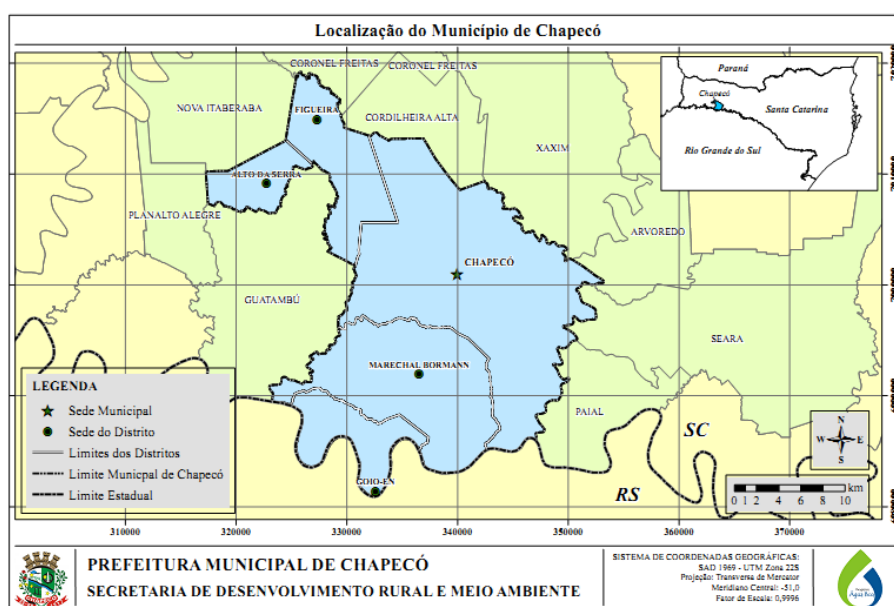 Localização do Município de Chapecó
CORONEL FREITAS
CORONEL FREITAS
Paraná
Chapecó
Santa Catarina
Rio Grande do Sul
NOVA ITABERABA
FIGUEIRA
CORDILHEIRA ALTA
XAXIM
ALTO DA SERRA
PLANALTO ALEGRE
ARVOREDO
CHAPECÓ
GUATAMBÚ
SEARA
MARECHAL BORMANN
PAIAL
GOIO-EN
SC
RS
LEGENDA
Sede Municipal
Sede do Distrito
Limites dos Distritos
Limite Municpal de Chapecó
Limite Estadual
N
W E
S
km
0 1 2 4 6 8 10
310000 320000 330000 340000 350000 360000 370000
PREFEITURA MUNICIPAL DE CHAPECÓ
SECRETARIA DE DESENVOLVIMENTO RURAL E MEIO AMBIENTE
SISTEMA DE COORDENADAS GEOGRÁFICAS:
SAD 1969 - UTM Zona 22S
Projeção: Transversa de Mercator
Meridiano Central: -51,0
Fator de Escala: 0,9996